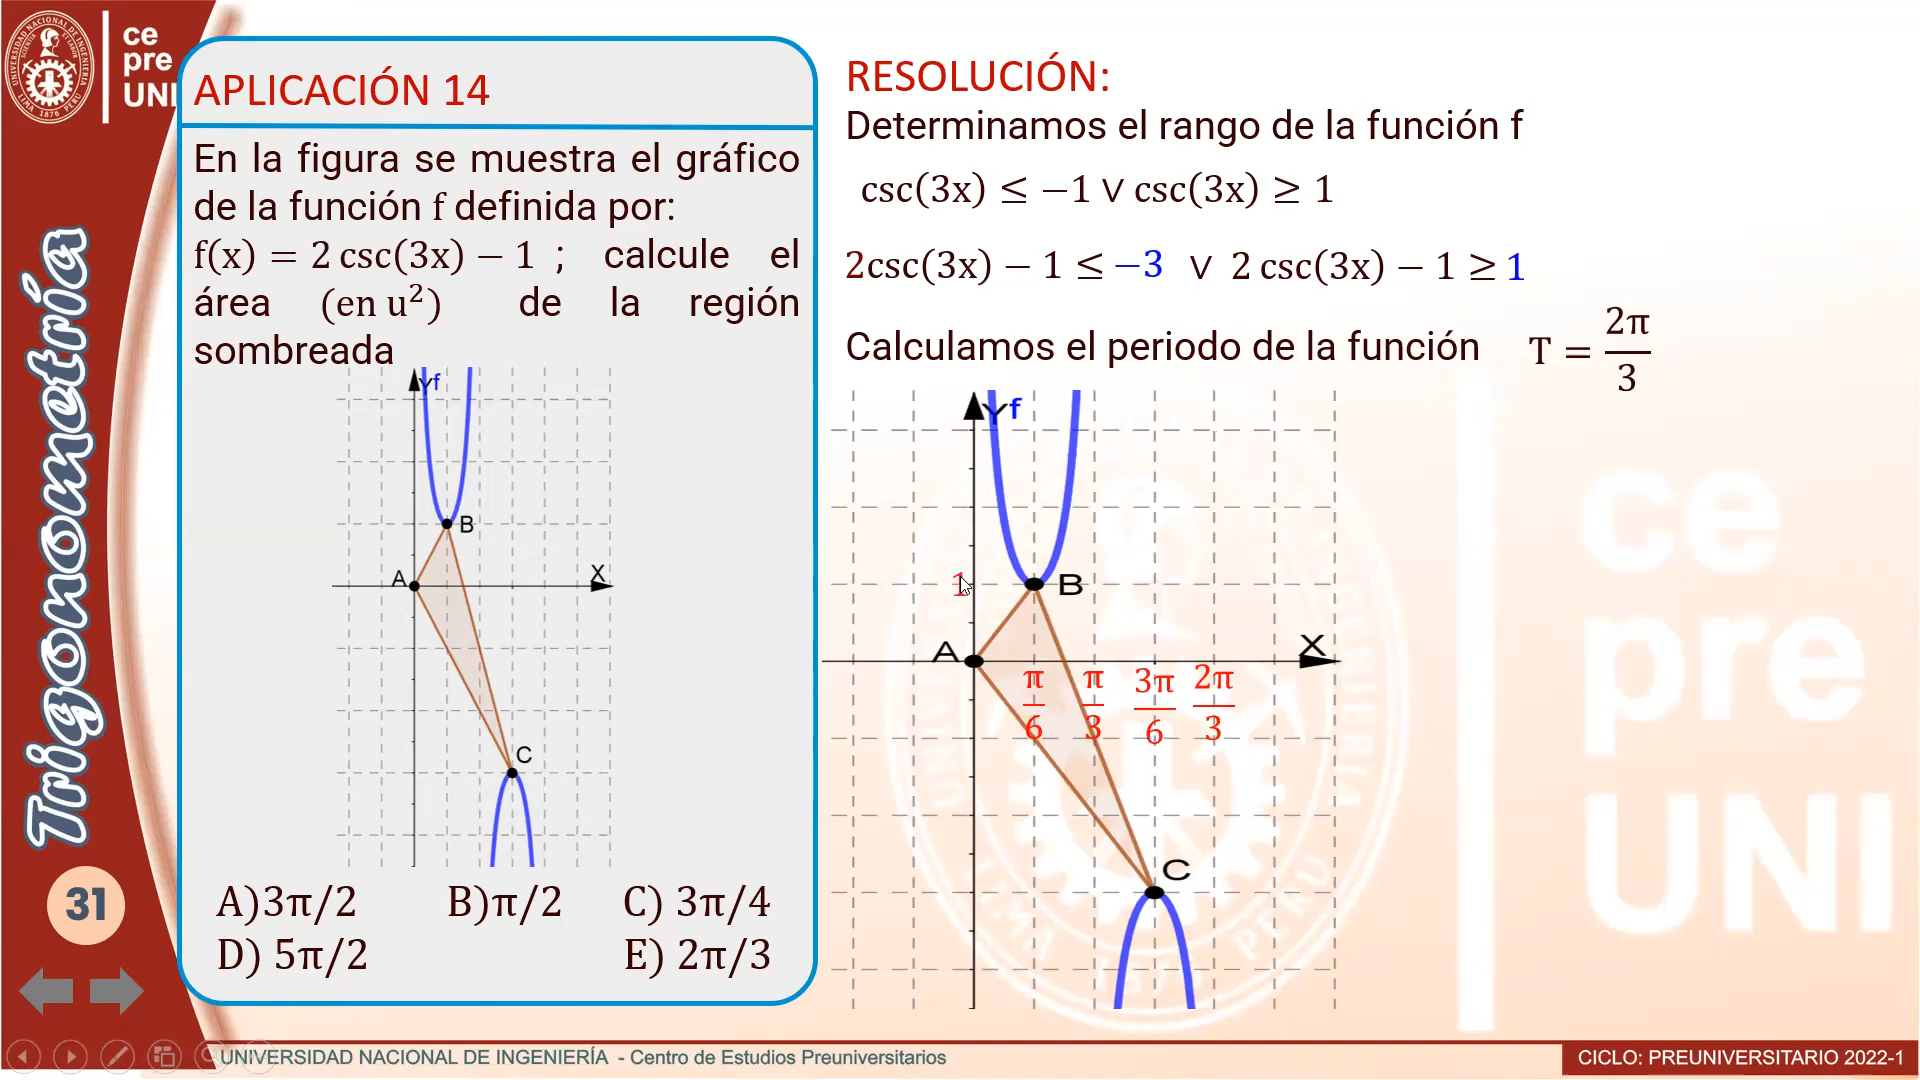 ce
pre
UNI
Trigonometría
31
APLICACIÓN 14
En la figura se muestra el gráfico
de la función f definida por:
f(x) = 2 csc(3x) − 1 ; calcule el
área (en u²) de la región
sombreada
Y f
B
A
X
C
A)3π/2 B)π/2 C) 3π/4
D) 5π/2 E) 2π/3
RESOLUCIÓN:
Determinamos el rango de la función f
csc(3x) ≤ −1 ∨ csc(3x) ≥ 1
2csc(3x) − 1 ≤ −3 ∨ 2 csc(3x) − 1 ≥ 1
Calculamos el periodo de la función T = 2π/3
Y f
1
B
A
X
π/6 π/3 3π/6 2π/3
C
ce
pre
UNI
UNIVERSIDAD NACIONAL DE INGENIERÍA - Centro de Estudios Preuniversitarios
CICLO: PREUNIVERSITARIO 2022-1